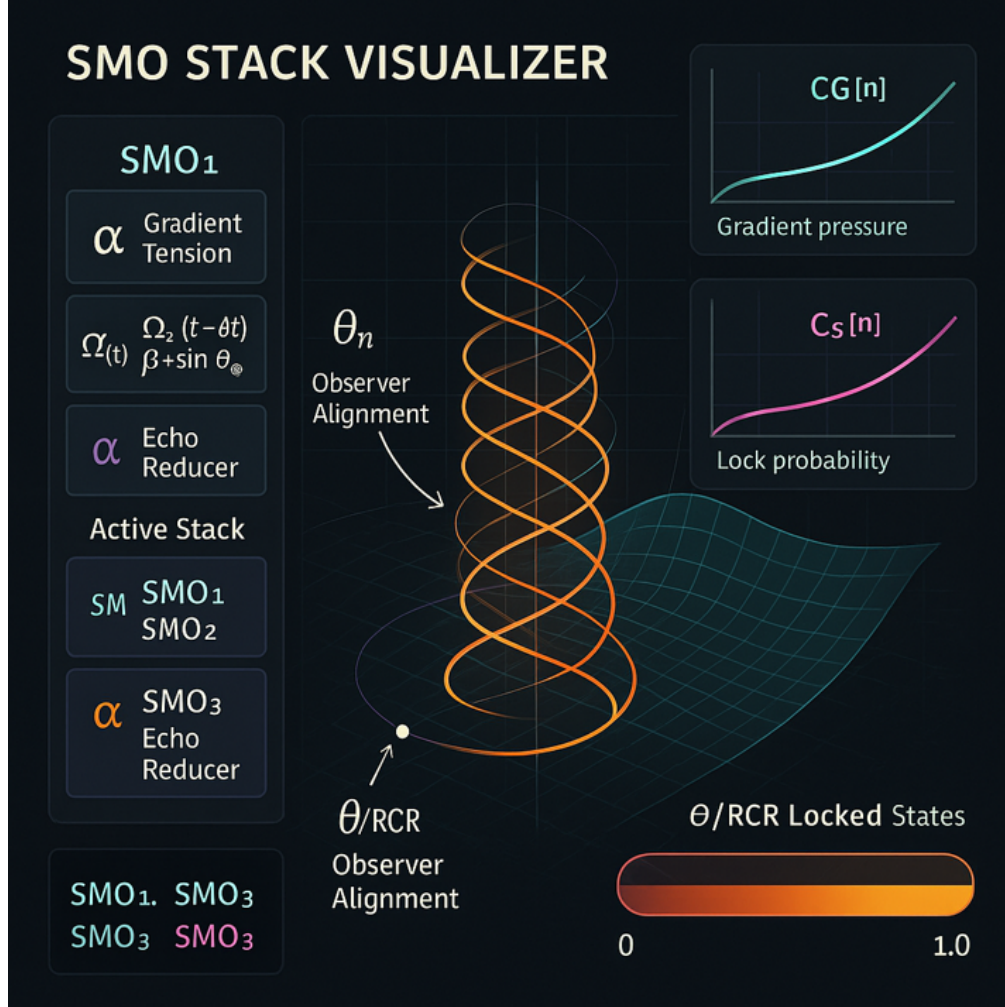 SMO STACK VISUALIZER
SMO₁
α Gradient
Tension
Ω(t) Ω₂ (t−θt)
β+sin θ
α Echo
Reducer
Active Stack
SM SMO₁
SMO₂
α SMO₃
Echo
Reducer
SMO₁. SMO₃
SMO₃ SMO₃
θₙ
Observer
Alignment
θ/RCR
Observer
Alignment
CG[n]
Gradient pressure
Cs[n]
Lock probability
θ/RCR Locked States
0 1.0